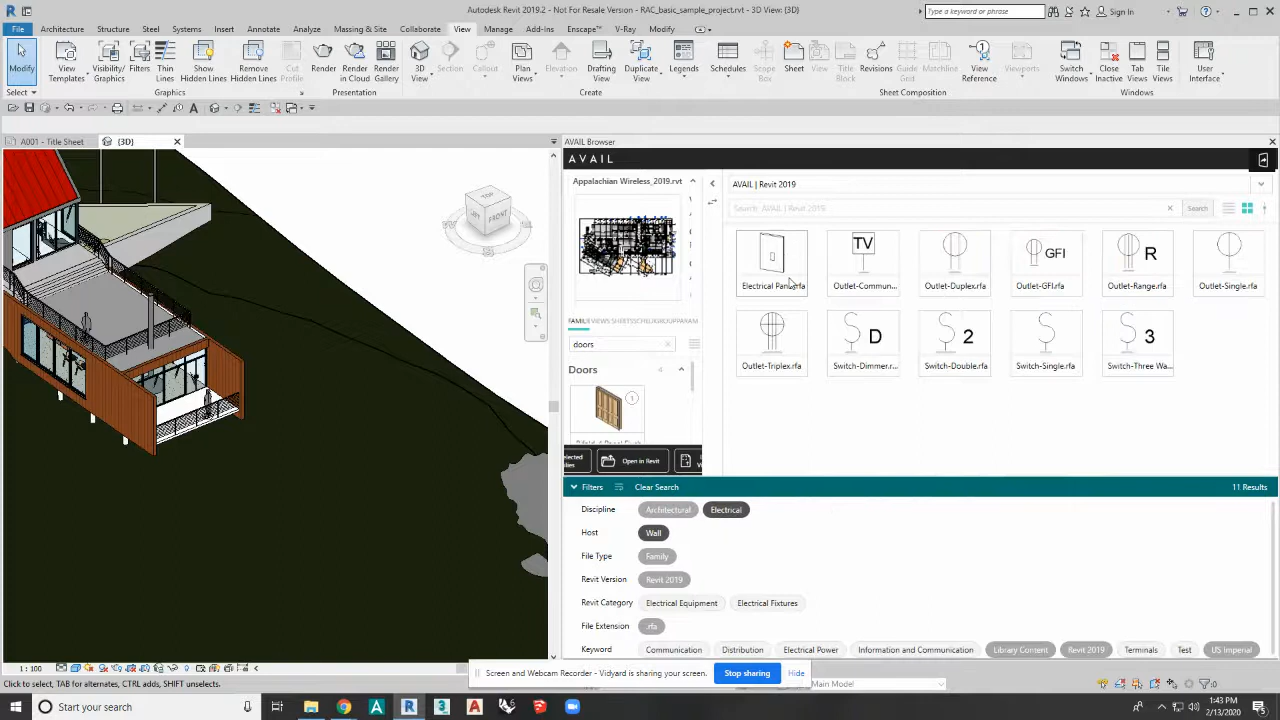 Autodesk Revit 2019.2 - Not For Resale Version - RAC_basic_sample_project.rvt - 3D View: {3D}
Type a keyword or phrase
Sign In
File Architecture Structure Steel Systems Insert Annotate Analyze Massing & Site Collaborate View Manage Add-Ins Enscape™ V-Ray Modify
Modify
View Templates
Visibility/ Graphics
Filters
Thin Lines
Show Hidden Lines
Remove Hidden Lines
Cut Profile
Render
Render in Cloud
Render Gallery
3D View
Section
Callout
Plan Views
Elevation
Drafting View
Duplicate View
Legends
Schedules
Scope Box
Sheet
View
Title Block
Revisions
Guide Grid
Matchline
View Reference
Viewports
Switch Windows
Close Inactive
Tab Views
Tile Views
User Interface
Select Graphics Presentation Create Sheet Composition Windows
A001 - Title Sheet
{3D}
AVAIL Browser
AVAIL
TOP
LEFT
FRONT
Appalachian Wireless_2019.rvt
doors
Doors
1
Open in Revit
AVAIL | Revit 2019
Search AVAIL | Revit 2019
Search
TV
GFI
R
Electrical Panel.rfa
Outlet-Commun...
Outlet-Duplex.rfa
Outlet-GFI.rfa
Outlet-Range.rfa
Outlet-Single.rfa
D
2
3
Outlet-Triplex.rfa
Switch-Dimmer.r...
Switch-Double.rfa
Switch-Single.rfa
Switch-Three Wa...
Filters
Clear Search
11 Results
Discipline Architectural Electrical
Host Wall
File Type Family
Revit Version Revit 2019
Revit Category Electrical Equipment Electrical Fixtures
File Extension .rfa
Keyword Communication Distribution Electrical Power Information and Communication Library Content Revit 2019 Terminals Test US Imperial
1 : 100
Screen and Webcam Recorder - Vidyard is sharing your screen.
Stop sharing
Hide
Click to select, TAB for alternates, CTRL adds, SHIFT unselects.
Main Model
:0
Start your search
1:43 PM
2/13/2020